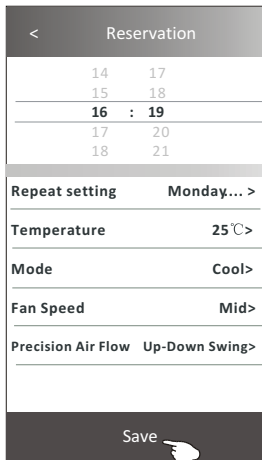 < Reservation
14 17
15 18
16 : 19
17 20
18 21
Repeat setting Monday.... >
Temperature 25℃>
Mode Cool>
Fan Speed Mid>
Precision Air Flow Up-Down Swing>
Save